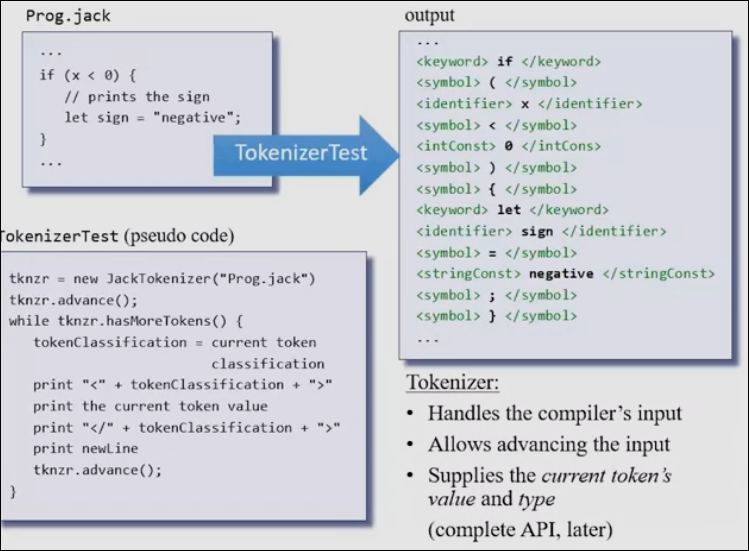 Prog.jack
...
if (x < 0) {
// prints the sign
let sign = "negative";
}
...
TokenizerTest
output
...
<keyword> if </keyword>
<symbol> ( </symbol>
<identifier> x </identifier>
<symbol> < </symbol>
<intConst> 0 </intCons>
<symbol> ) </symbol>
<symbol> { </symbol>
<keyword> let </keyword>
<identifier> sign </identifier>
<symbol> = </symbol>
<stringConst> negative </stringConst>
<symbol> ; </symbol>
<symbol> } </symbol>
...
TokenizerTest (pseudo code)
tknzr = new JackTokenizer("Prog.jack")
tknzr.advance();
while tknzr.hasMoreTokens() {
tokenClassification = current token
classification
print "<" + tokenClassification + ">"
print the current token value
print "</" + tokenClassification + ">"
print newLine
tknzr.advance();
}
Tokenizer:
• Handles the compiler's input
• Allows advancing the input
• Supplies the current token's
value and type
(complete API, later)